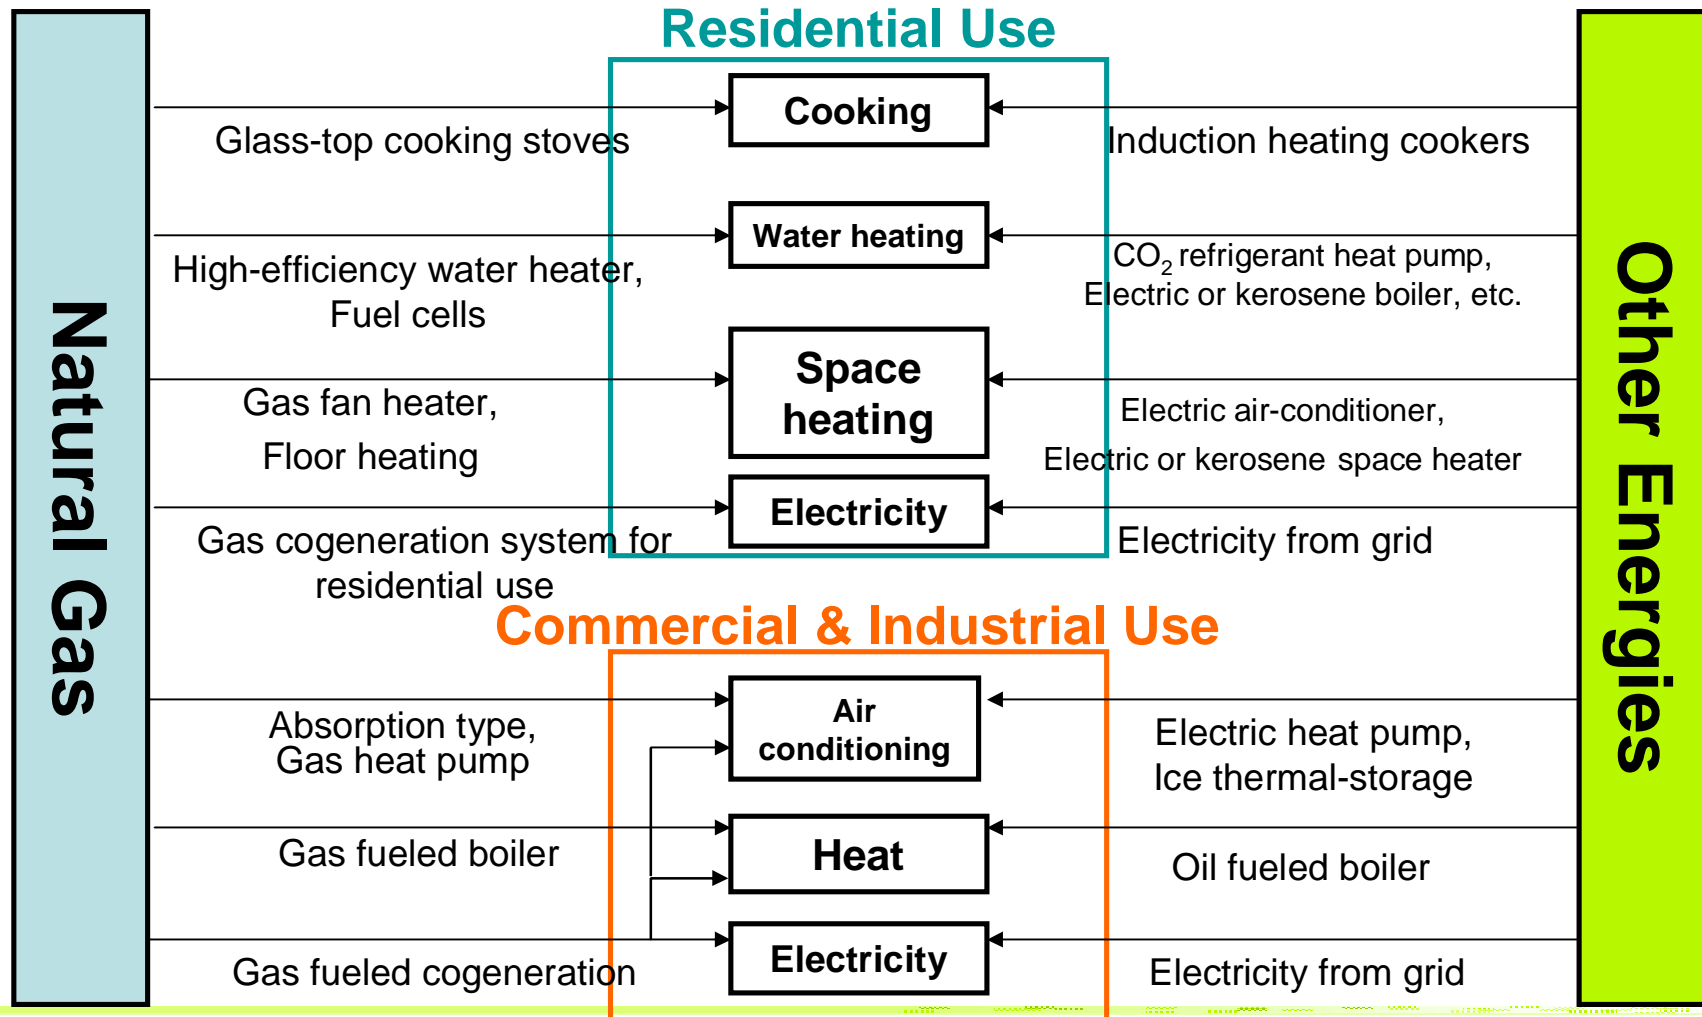 Residential Use
Natural Gas
Other Energies
Cooking
Glass-top cooking stoves
Induction heating cookers
Water heating
High-efficiency water heater,
Fuel cells
CO₂ refrigerant heat pump,
Electric or kerosene boiler, etc.
Space
heating
Gas fan heater,
Floor heating
Electric air-conditioner,
Electric or kerosene space heater
Electricity
Gas cogeneration system for
residential use
Electricity from grid
Commercial & Industrial Use
Air
conditioning
Absorption type,
Gas heat pump
Electric heat pump,
Ice thermal-storage
Heat
Gas fueled boiler
Oil fueled boiler
Electricity
Gas fueled cogeneration
Electricity from grid